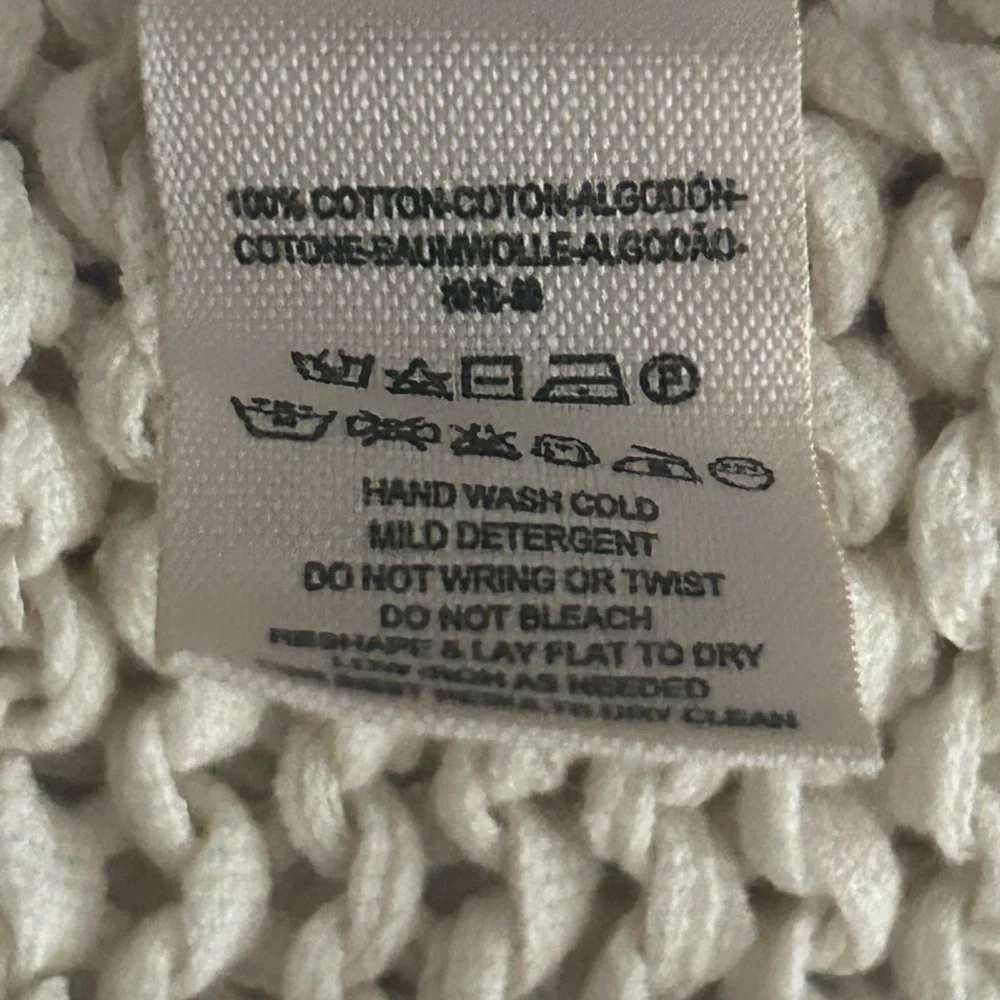 100% COTTON-COTON-ALGODÓN-
COTONE-BAUMWOLLE-ALGODÃO-
P
HAND WASH COLD
MILD DETERGENT
DO NOT WRING OR TWIST
DO NOT BLEACH
RESHAPE & LAY FLAT TO DRY
LOW IRON AS NEEDED
TO DRY CLEAN